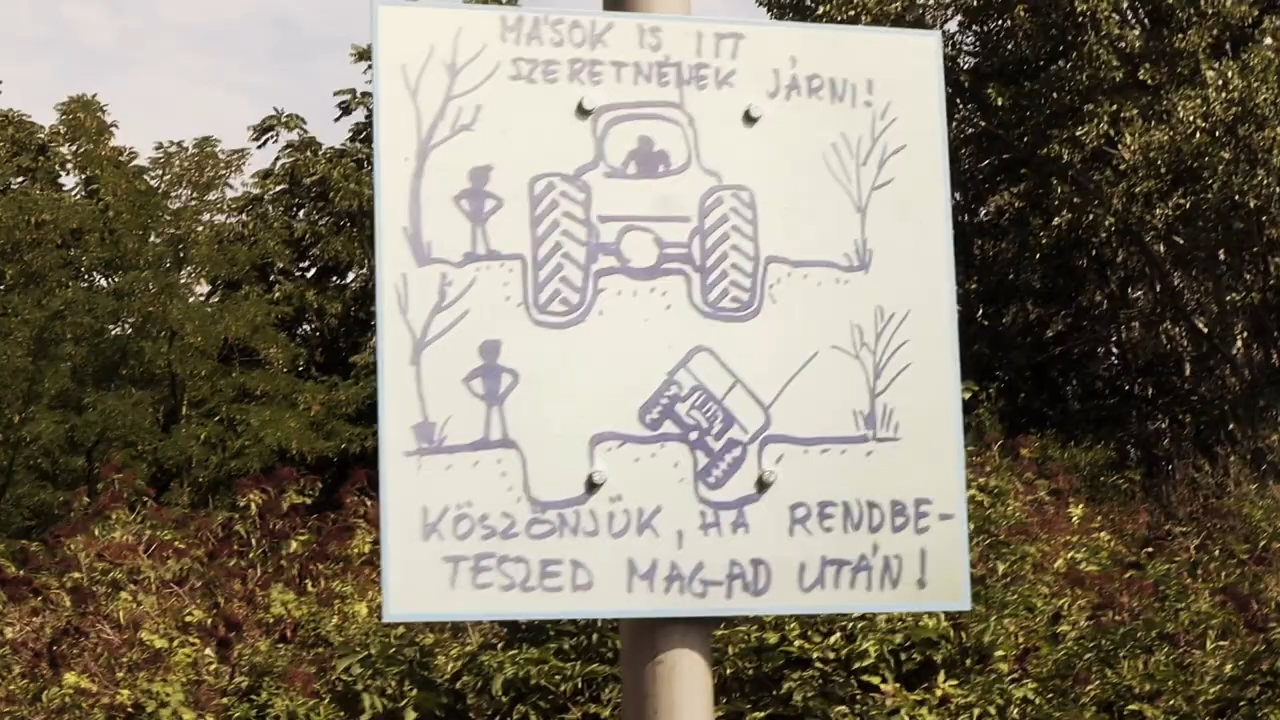 MÁSOK IS ITT
SZERETNÉNEK JÁRNI!
KÖSZÖNJÜK, HA RENDBE-
TESZED MAGAD UTÁN!